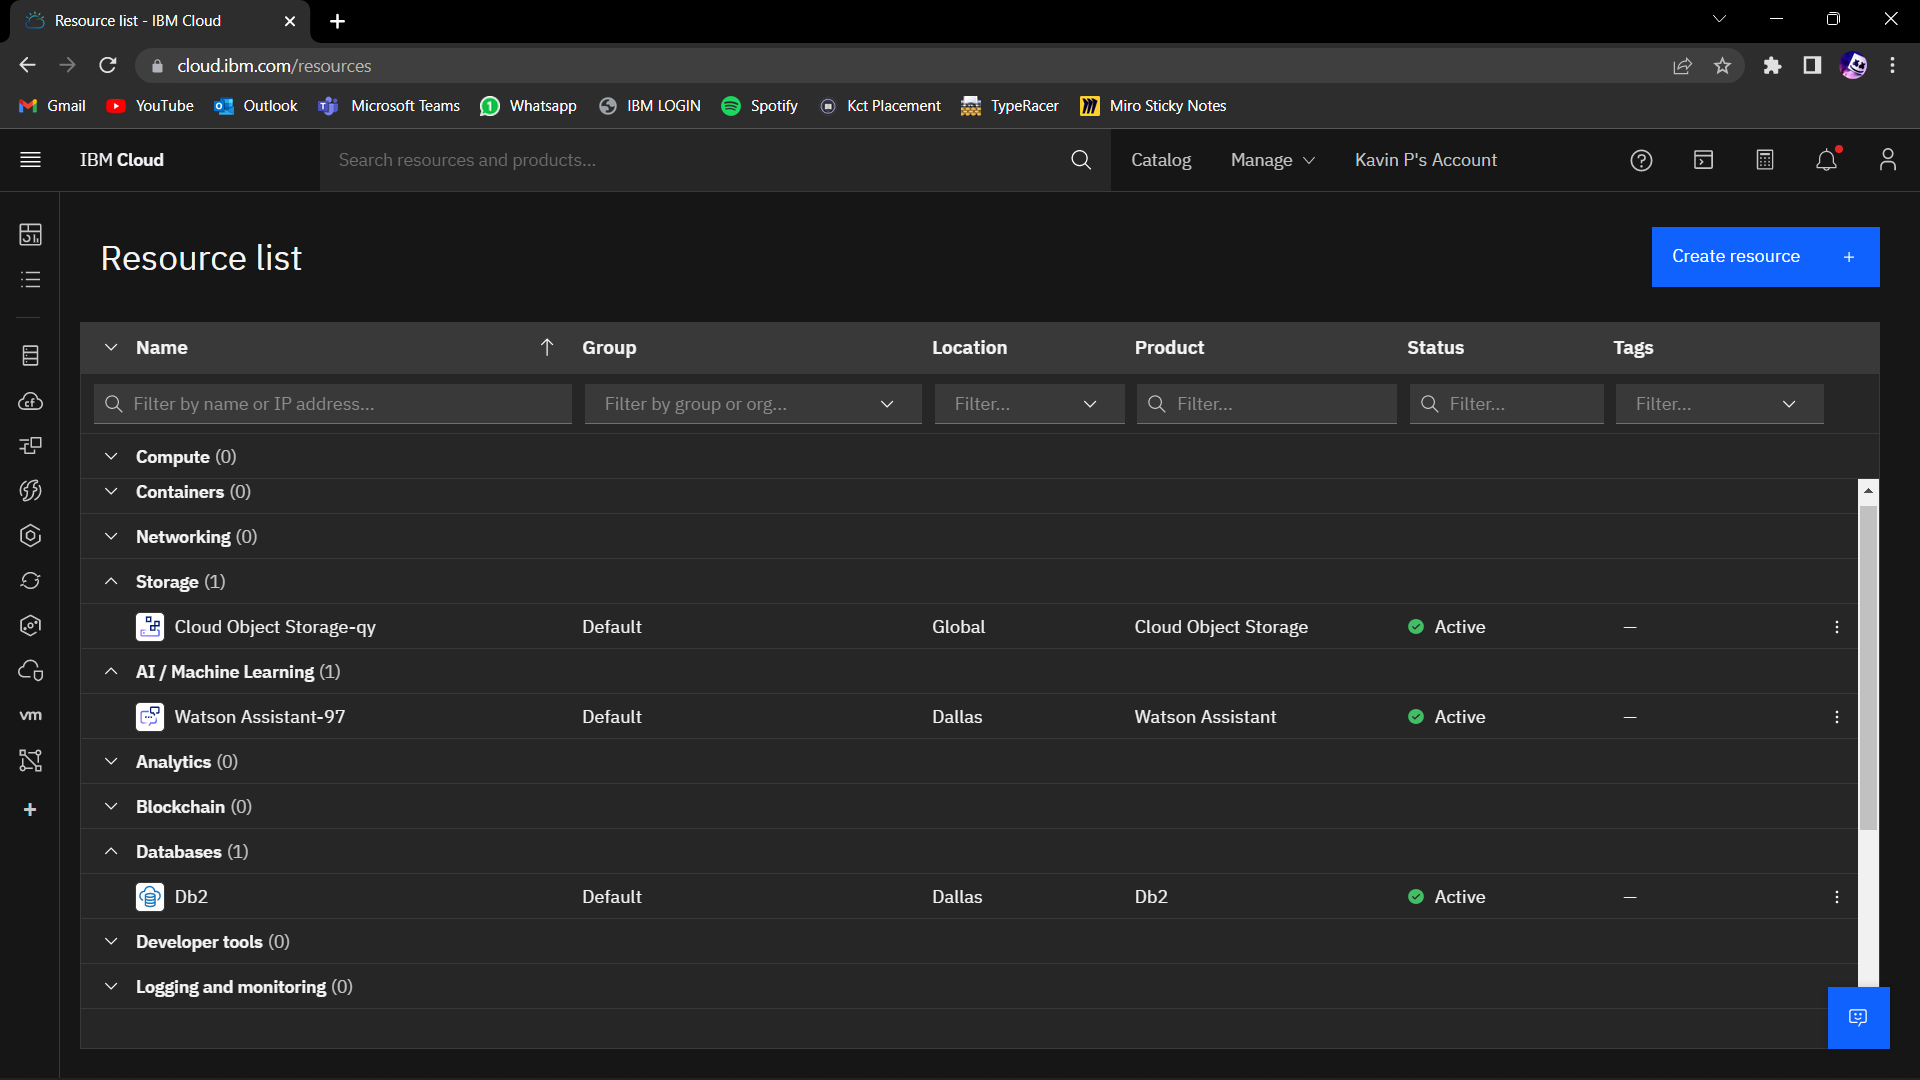 Resource list - IBM Cloud
cloud.ibm.com/resources
Gmail YouTube Outlook Microsoft Teams Whatsapp IBM LOGIN Spotify Kct Placement TypeRacer Miro Sticky Notes
IBM Cloud Search resources and products... Catalog Manage Kavin P's Account
Resource list
Create resource +
Name Group Location Product Status Tags
Filter by name or IP address... Filter by group or org... Filter... Filter... Filter... Filter...
Compute (0)
Containers (0)
Networking (0)
Storage (1)
Cloud Object Storage-qy Default Global Cloud Object Storage Active —
AI / Machine Learning (1)
Watson Assistant-97 Default Dallas Watson Assistant Active —
vm
Analytics (0)
Blockchain (0)
Databases (1)
Db2 Default Dallas Db2 Active —
Developer tools (0)
Logging and monitoring (0)